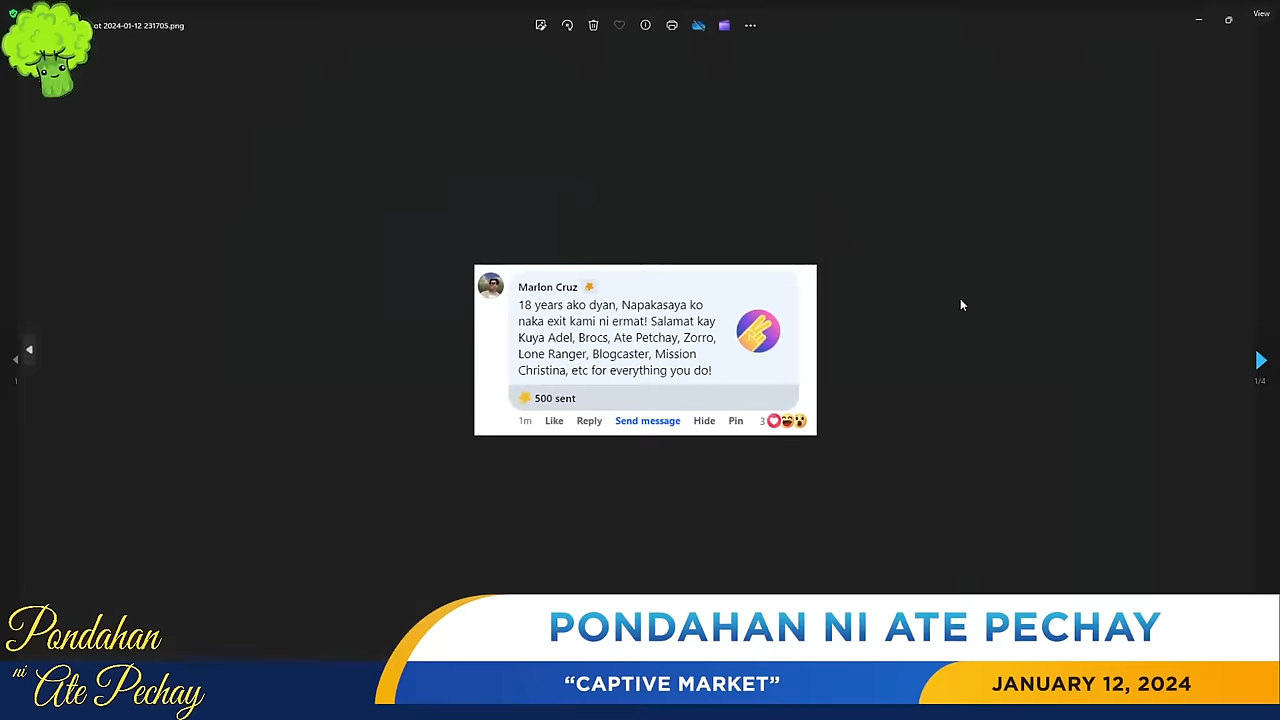 at 2024-01-12 231705.png
View
Marlon Cruz
18 years ako dyan, Napakasaya ko
naka exit kami ni ermat! Salamat kay
Kuya Adel, Brocs, Ate Petchay, Zorro,
Lone Ranger, Blogcaster, Mission
Christina, etc for everything you do!
500 sent
1m Like Reply Send message Hide Pin 3
1/4
Pondahan
ni Ate Pechay
PONDAHAN NI ATE PECHAY
“CAPTIVE MARKET”
JANUARY 12, 2024